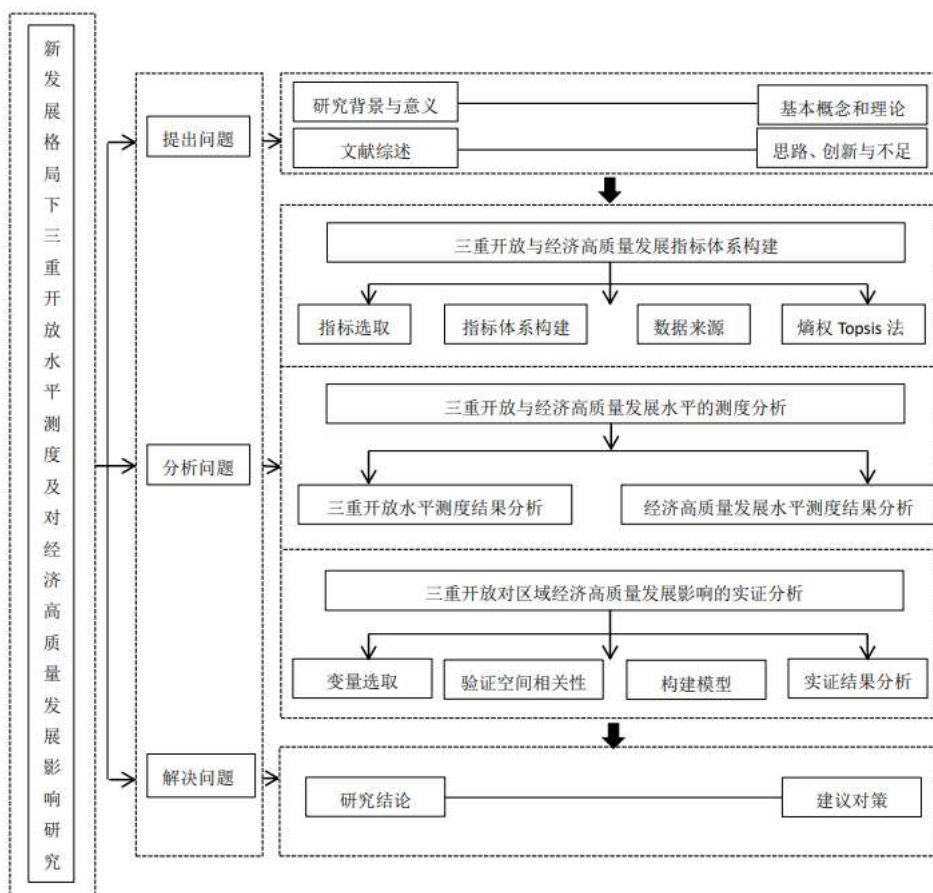 新发展格局下三重开放水平测度及对经济高质量发展影响研究
提出问题
研究背景与意义
基本概念和理论
文献综述
思路、创新与不足
三重开放与经济高质量发展指标体系构建
指标选取
指标体系构建
数据来源
熵权 Topsis 法
分析问题
三重开放与经济高质量发展水平的测度分析
三重开放水平测度结果分析
经济高质量发展水平测度结果分析
三重开放对区域经济高质量发展影响的实证分析
变量选取
验证空间相关性
构建模型
实证结果分析
解决问题
研究结论
建议对策